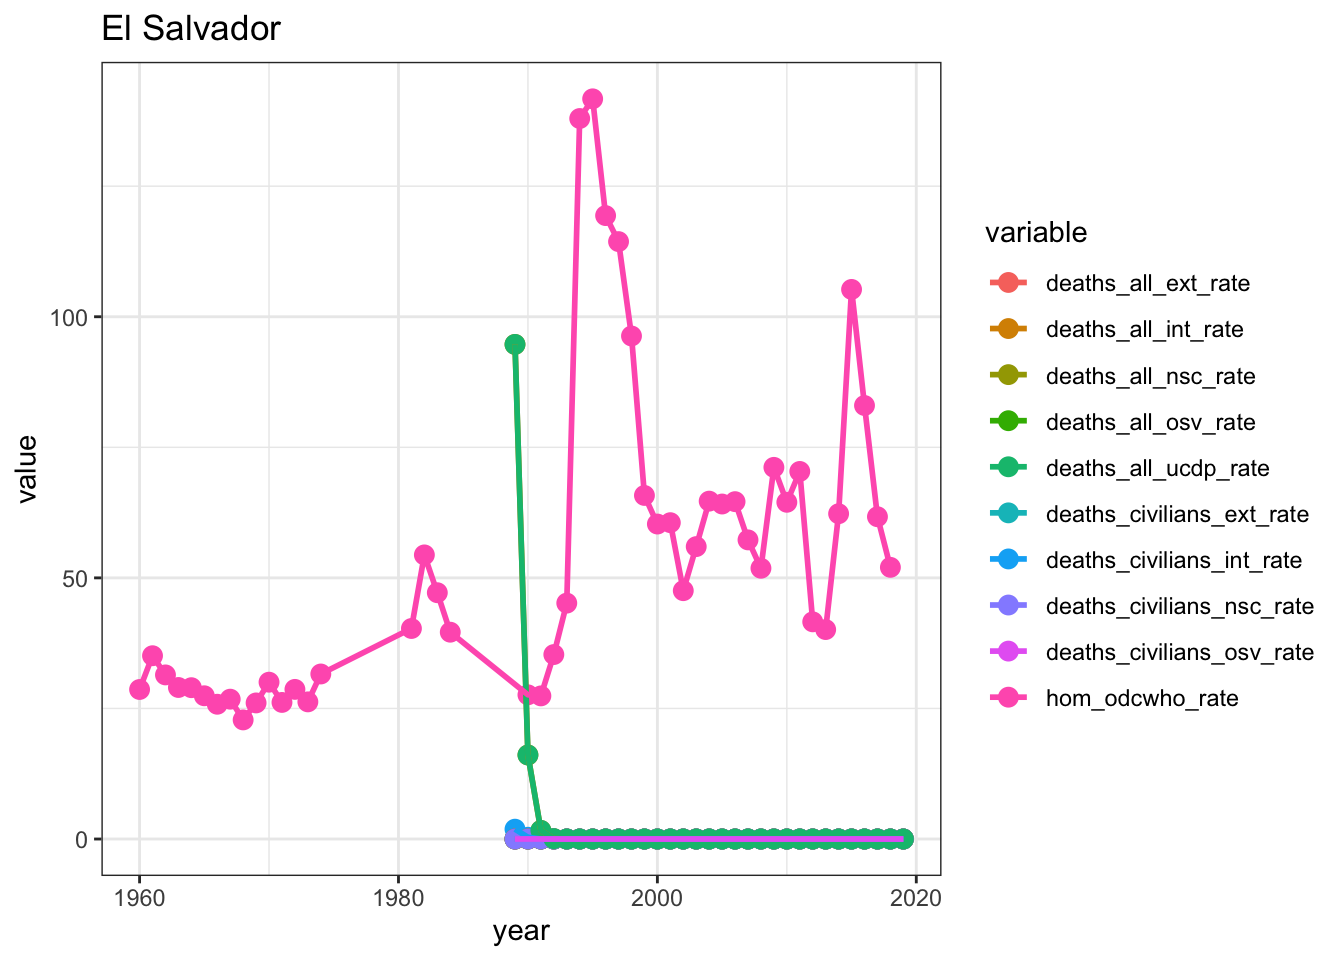 El Salvador
value
100
50
0
1960
1980
2000
2020
year
variable
deaths_all_ext_rate
deaths_all_int_rate
deaths_all_nsc_rate
deaths_all_osv_rate
deaths_all_ucdp_rate
deaths_civilians_ext_rate
deaths_civilians_int_rate
deaths_civilians_nsc_rate
deaths_civilians_osv_rate
hom_odcwho_rate